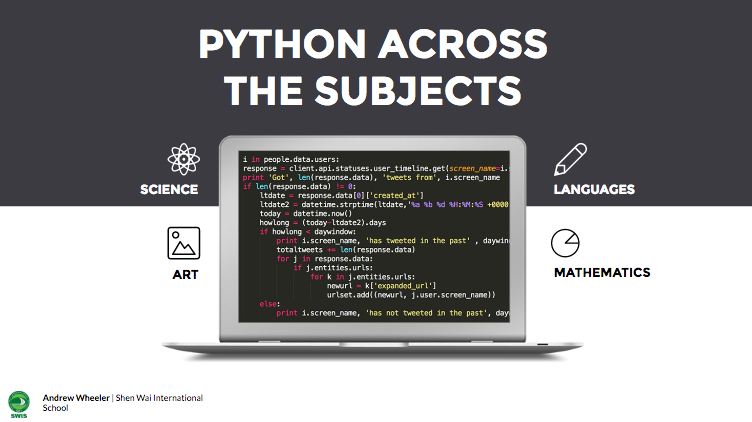 PYTHON ACROSS
THE SUBJECTS
SCIENCE
LANGUAGES
ART
MATHEMATICS
i in people.data.users:
response = client.api.statuses.user_timeline.get(screen_name=i.
print 'Got', len(response.data), 'tweets from', i.screen_name
if len(response.data) != 0:
    ltdate = response.data[0]['created_at']
    ltdate2 = datetime.strptime(ltdate,'%a %b %d %H:%M:%S +0000
    today = datetime.now()
    howlong = (today-ltdate2).days
    if howlong < daywindow:
        print i.screen_name, 'has tweeted in the past' , daywin
        totaltweets += len(response.data)
        for j in response.data:
            if j.entities.urls:
                for k in j.entities.urls:
                    newurl = k['expanded_url']
                    urlset.add((newurl, j.user.screen_name))
    else:
        print i.screen_name, 'has not tweeted in the past', day
SWIS
Andrew Wheeler | Shen Wai International
School